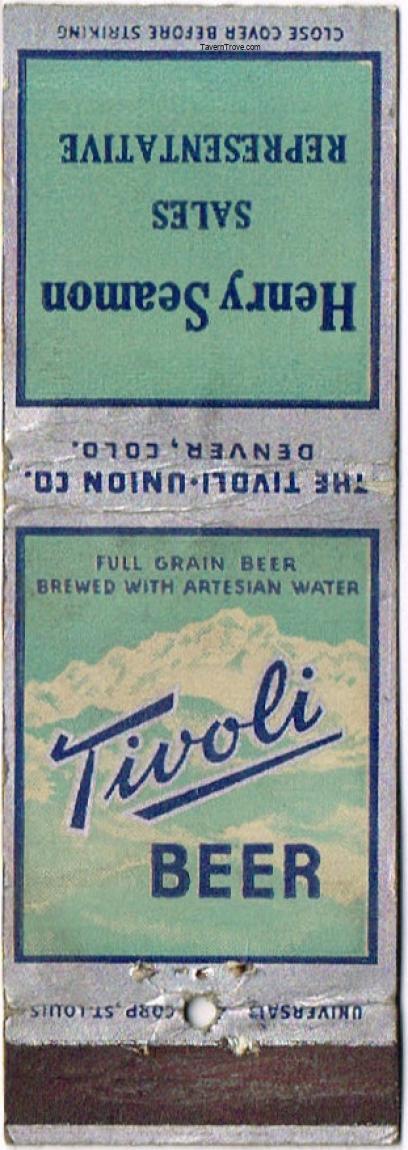 CLOSE COVER BEFORE STRIKING
TavernTrove.com
Henry Seamon
SALES
REPRESENTATIVE
THE TIVOLI-UNION CO.
DENVER, COLO.
FULL GRAIN BEER
BREWED WITH ARTESIAN WATER
Tivoli
BEER
UNIVERSAL CORP., ST. LOUIS